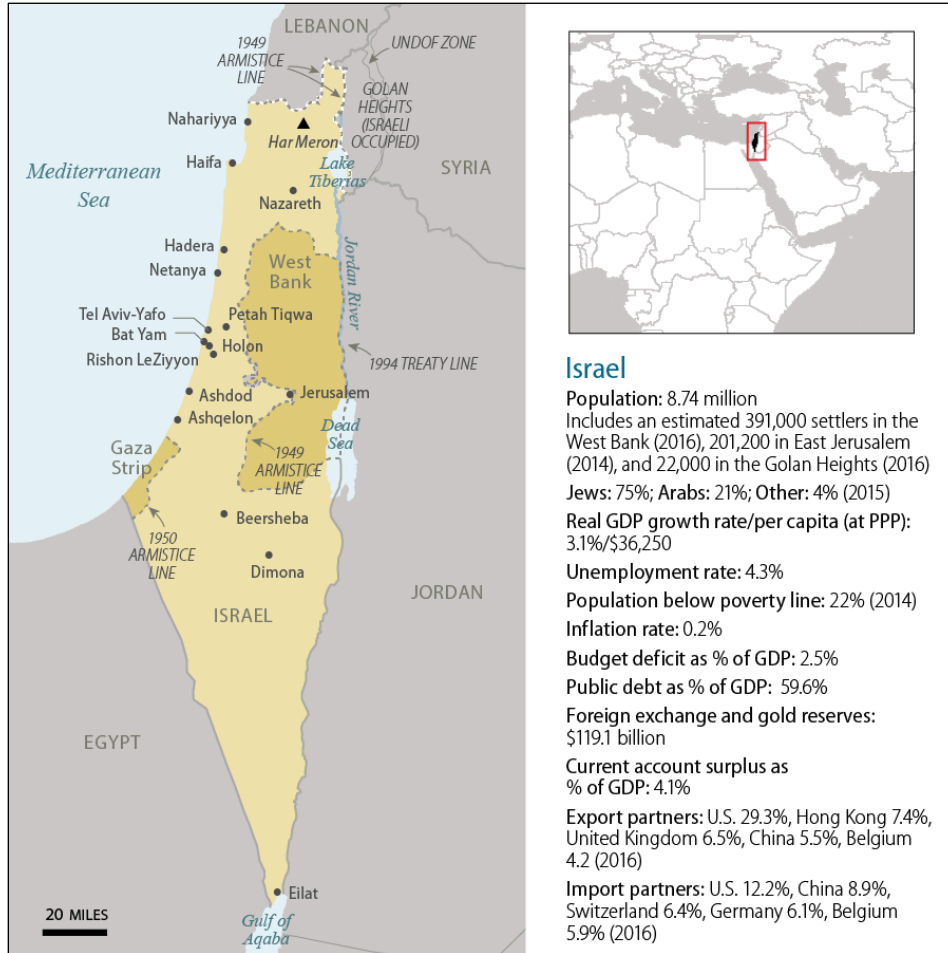 LEBANON
1949
ARMISTICE
LINE
UNDOF ZONE
GOLAN
HEIGHTS
(ISRAELI
OCCUPIED)
Nahariyya
Har Meron
Haifa
Mediterranean
Sea
Lake
Tiberias
SYRIA
Nazareth
Hadera
Netanya
West
Bank
Jordan River
Tel Aviv-Yafo
Petah Tiqwa
Bat Yam
Holon
Rishon LeZiyyon
1994 TREATY LINE
Ashdod
Jerusalem
Ashqelon
Dead
Sea
Gaza
Strip
1949
ARMISTICE
LINE
Beersheba
1950
ARMISTICE
LINE
Dimona
JORDAN
ISRAEL
EGYPT
Eilat
20 MILES
Gulf of
Aqaba
Israel
Population: 8.74 million
Includes an estimated 391,000 settlers in the
West Bank (2016), 201,200 in East Jerusalem
(2014), and 22,000 in the Golan Heights (2016)
Jews: 75%; Arabs: 21%; Other: 4% (2015)
Real GDP growth rate/per capita (at PPP):
3.1%/$36,250
Unemployment rate: 4.3%
Population below poverty line: 22% (2014)
Inflation rate: 0.2%
Budget deficit as % of GDP: 2.5%
Public debt as % of GDP: 59.6%
Foreign exchange and gold reserves:
$119.1 billion
Current account surplus as
% of GDP: 4.1%
Export partners: U.S. 29.3%, Hong Kong 7.4%,
United Kingdom 6.5%, China 5.5%, Belgium
4.2 (2016)
Import partners: U.S. 12.2%, China 8.9%,
Switzerland 6.4%, Germany 6.1%, Belgium
5.9% (2016)